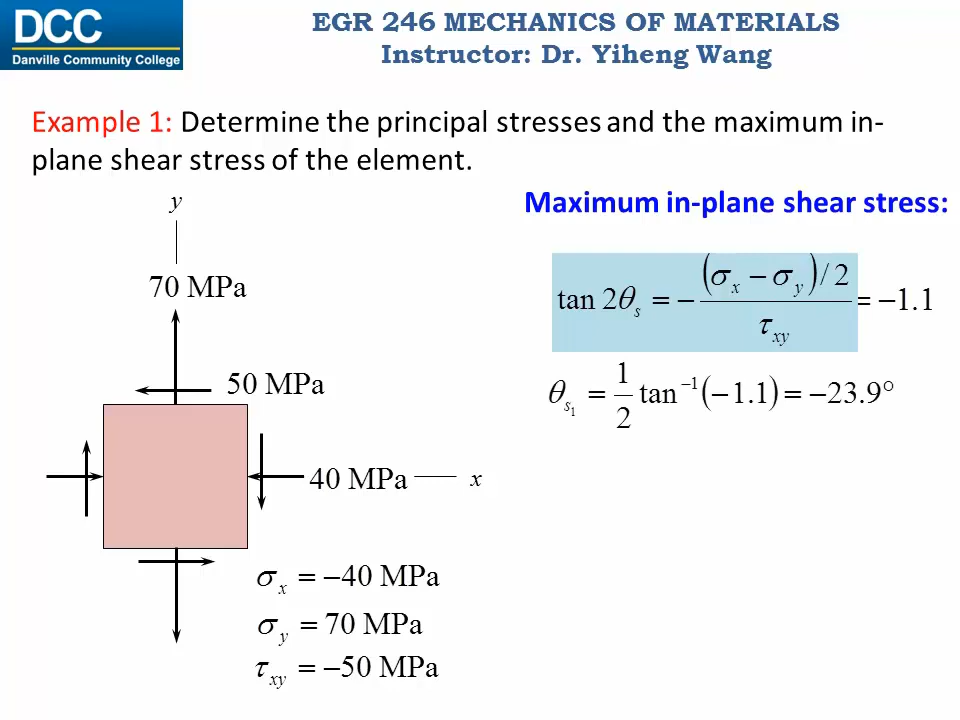 DCC
Danville Community College
EGR 246 MECHANICS OF MATERIALS
Instructor: Dr. Yiheng Wang
Example 1: Determine the principal stresses and the maximum in-
plane shear stress of the element.
Maximum in-plane shear stress:
y
70 MPa
50 MPa
40 MPa
x
tan 2θs = −(σx − σy)/2 / τxy = −1.1
θs1 = 1/2 tan⁻¹(−1.1) = −23.9°
σx = −40 MPa
σy = 70 MPa
τxy = −50 MPa